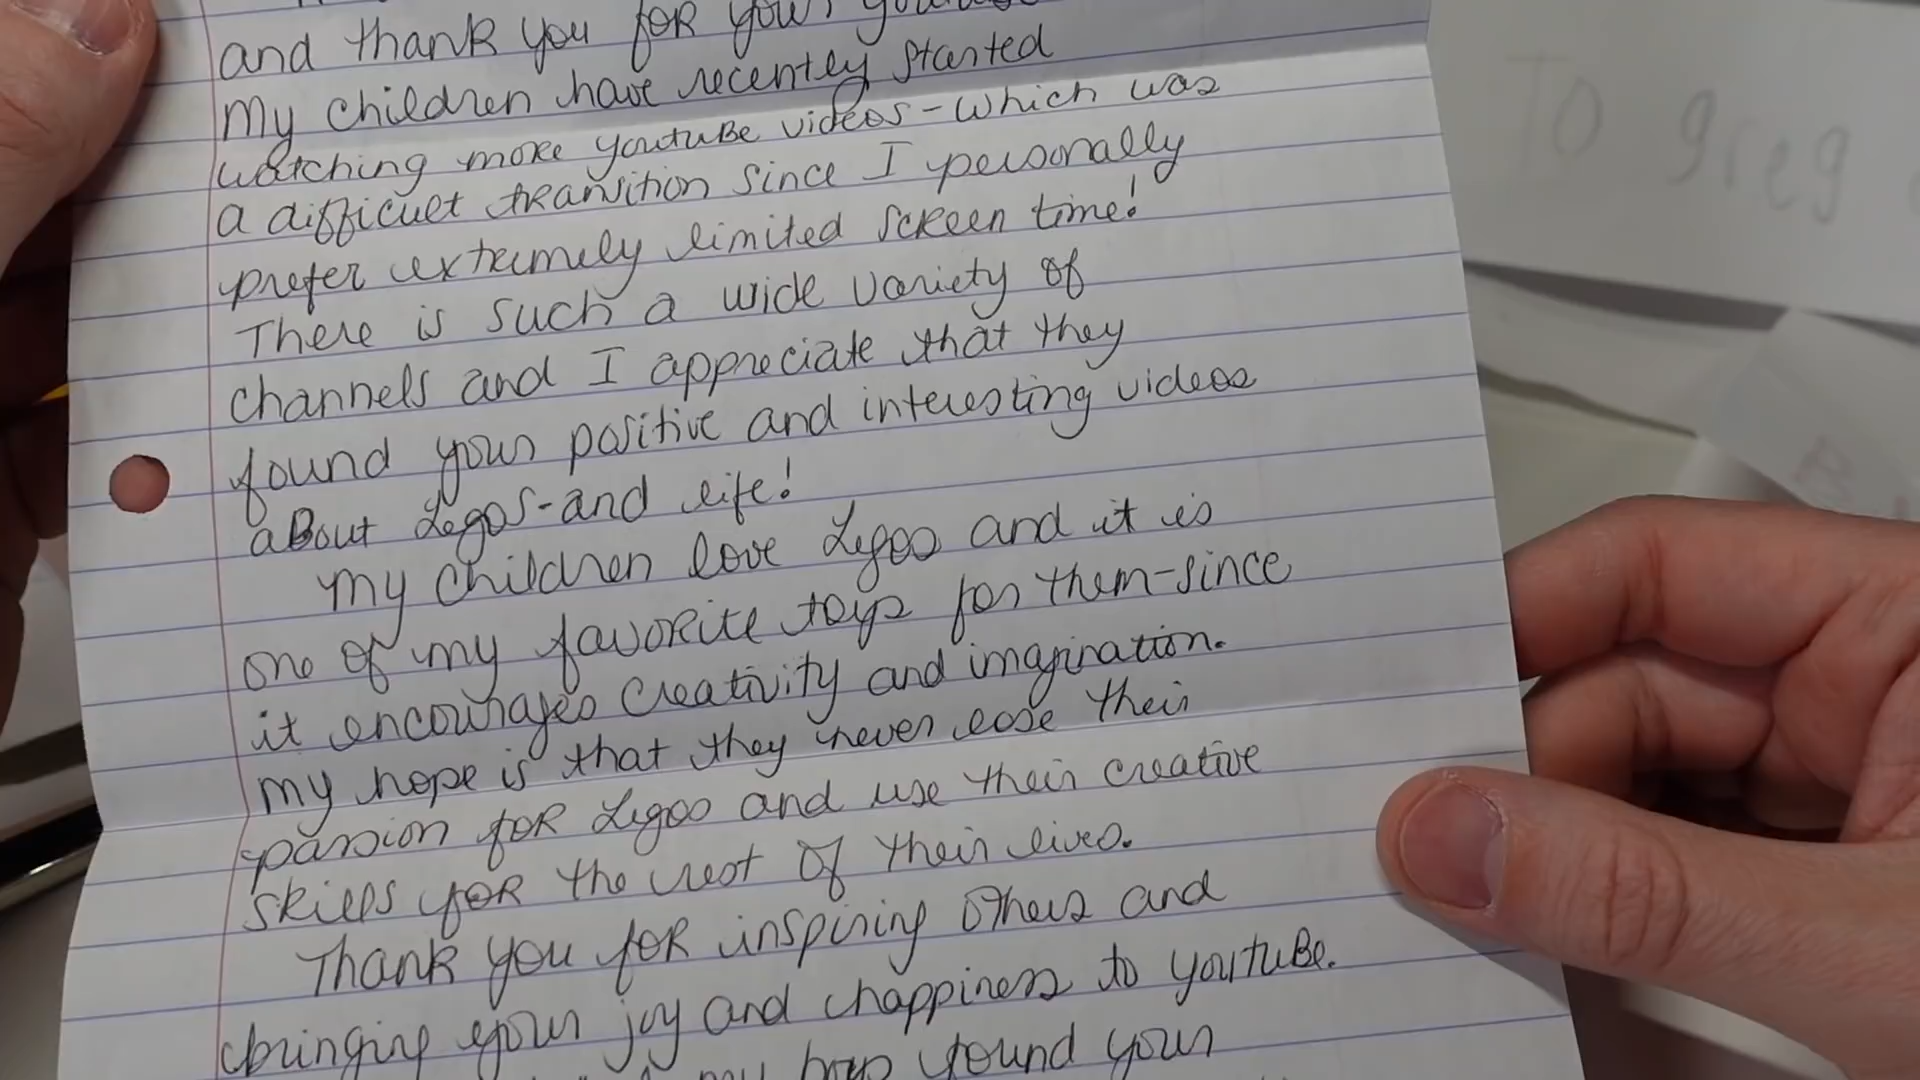 and thank you for your
My children have recently started
watching more youtube videos - which was
a difficult transition since I personally
prefer extremely limited screen time!
There is such a wide variety of
channels and I appreciate that they
found your positive and interesting videos
about Legos - and life!
My children love Legos and it is
one of my favorite toys for them - since
it encourages creativity and imagination.
My hope is that they never lose their
passion for Legos and use their creative
skills for the rest of their lives.
Thank you for inspiring others and
bringing your joy and happiness to youtube.
my boys found your
To greg